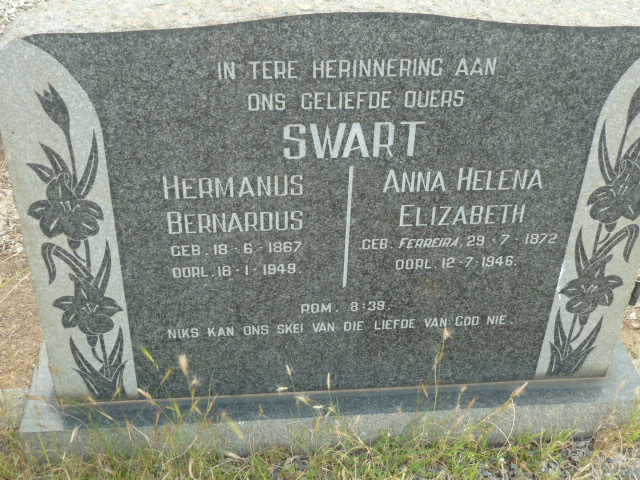 IN TERE HERINNERING AAN
ONS GELIEFDE OUERS
SWART
HERMANUS
BERNARDUS
GEB. 18-6-1867
OORL. 18-1-1949.
ANNA HELENA
ELIZABETH
GEB. FERREIRA, 29-7-1872
OORL. 12-7-1946.
ROM. 8:39.
NIKS KAN ONS SKEI VAN DIE LIEFDE VAN GOD NIE.